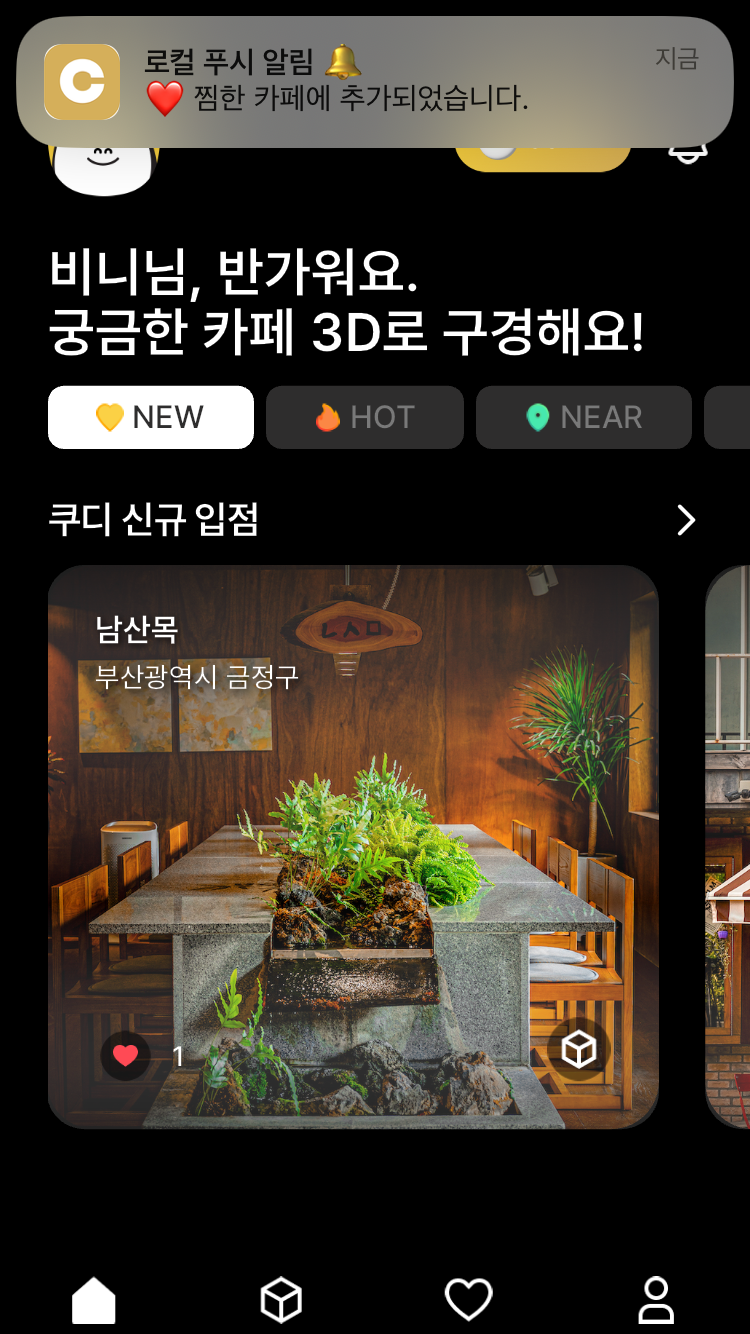 로컬 푸시 알림 🔔
지금
❤️ 찜한 카페에 추가되었습니다.
비니님, 반가워요.
궁금한 카페 3D로 구경해요!
NEW
HOT
NEAR
쿠디 신규 입점
남산목
부산광역시 금정구
1